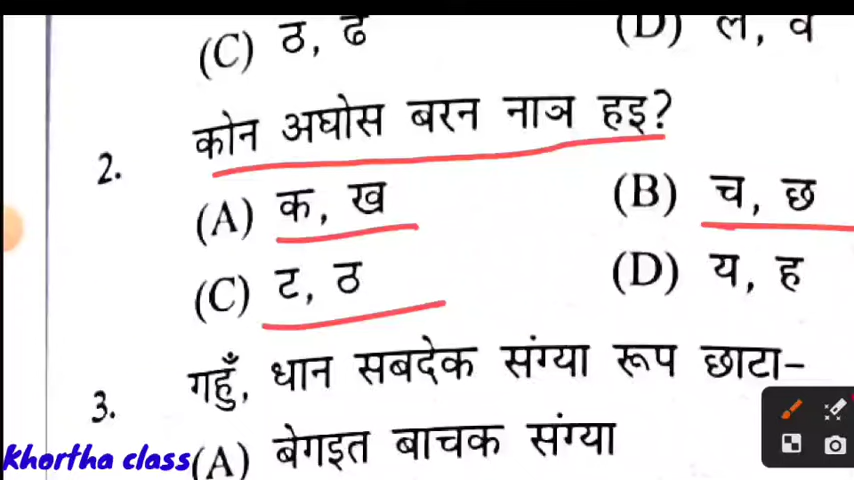 (C) ठ, ढ (D) ल, व
2. कोन अघोस बरन नाञ हइ?
(A) क, ख (B) च, छ
(C) ट, ठ (D) य, ह
3. गहुँ, धान सबदेक संग्या रूप छाटा–
Khortha class (A) बेगइत बाचक संग्या